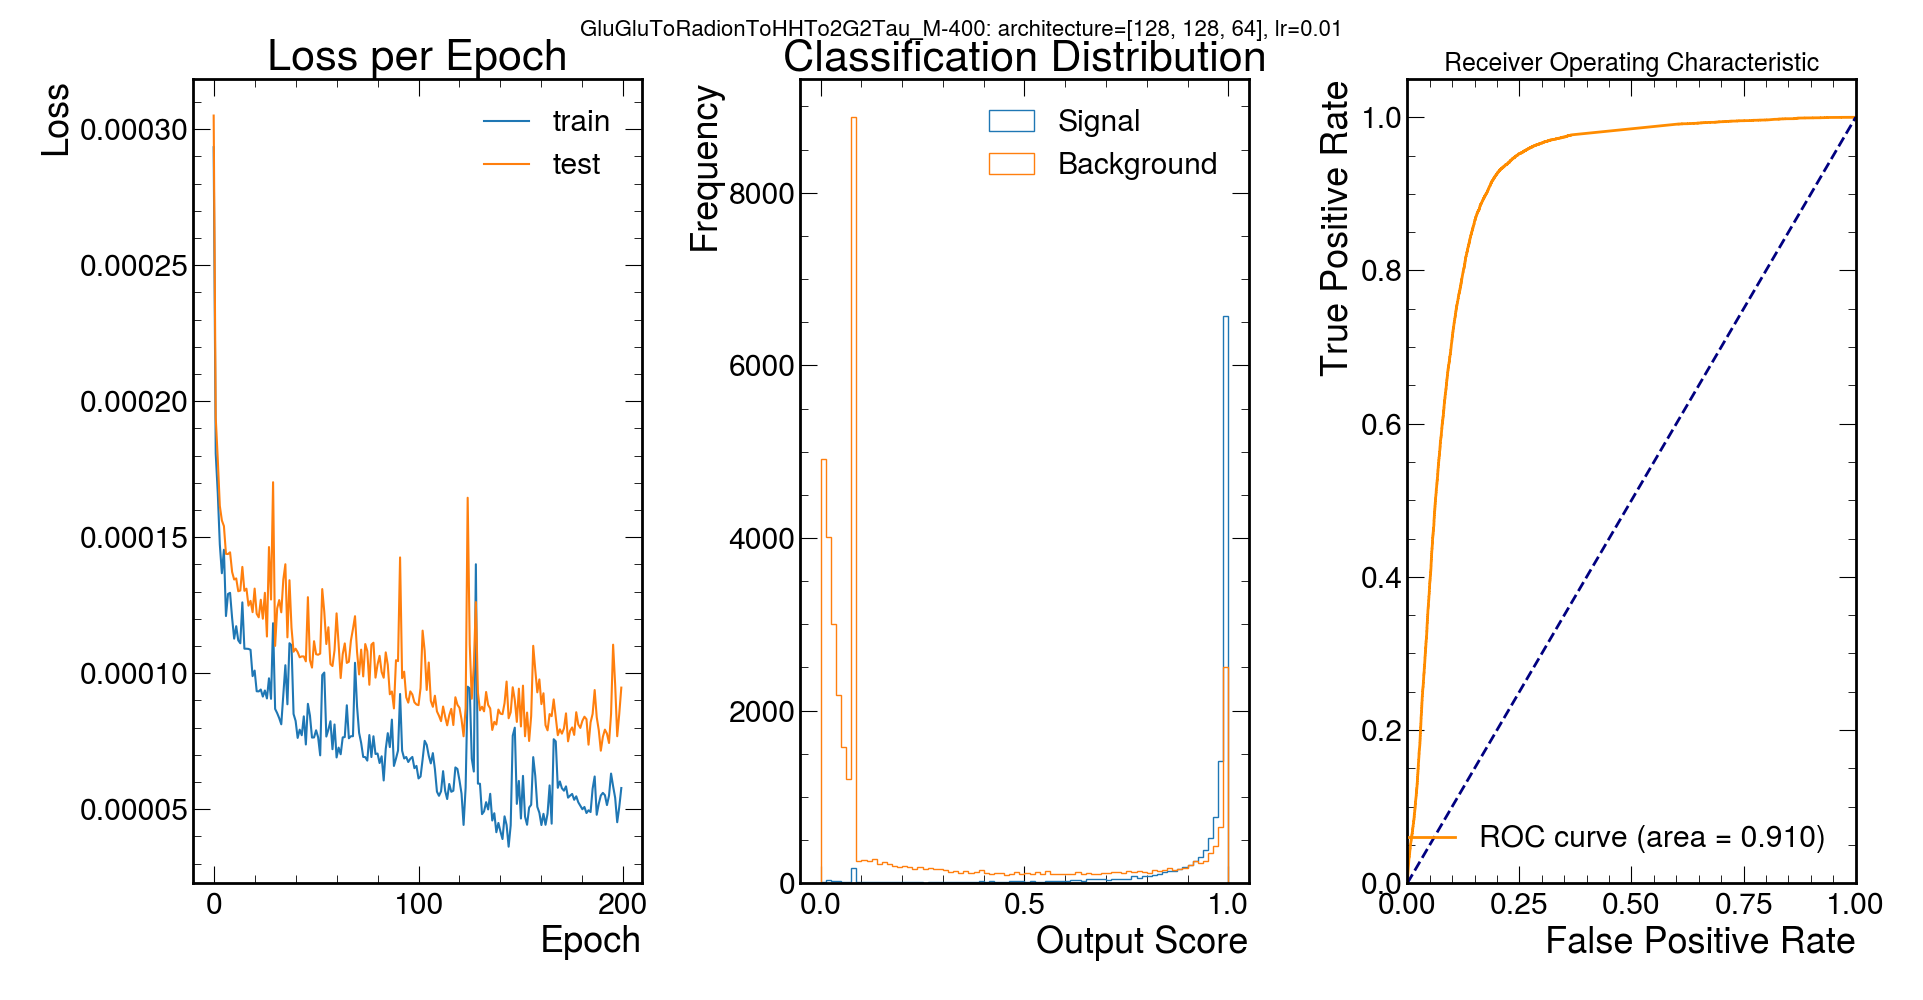 GluGluToRadionToHHTo2G2Tau_M-400: architecture=[128, 128, 64], lr=0.01
Loss per Epoch
Loss
0.00030
0.00025
0.00020
0.00015
0.00010
0.00005
train
test
0 100 200
Epoch
Classification Distribution
Frequency
8000
6000
4000
2000
0
Signal
Background
0.0 0.5 1.0
Output Score
Receiver Operating Characteristic
True Positive Rate
1.0
0.8
0.6
0.4
0.2
0.0
ROC curve (area = 0.910)
0.00 0.25 0.50 0.75 1.00
False Positive Rate